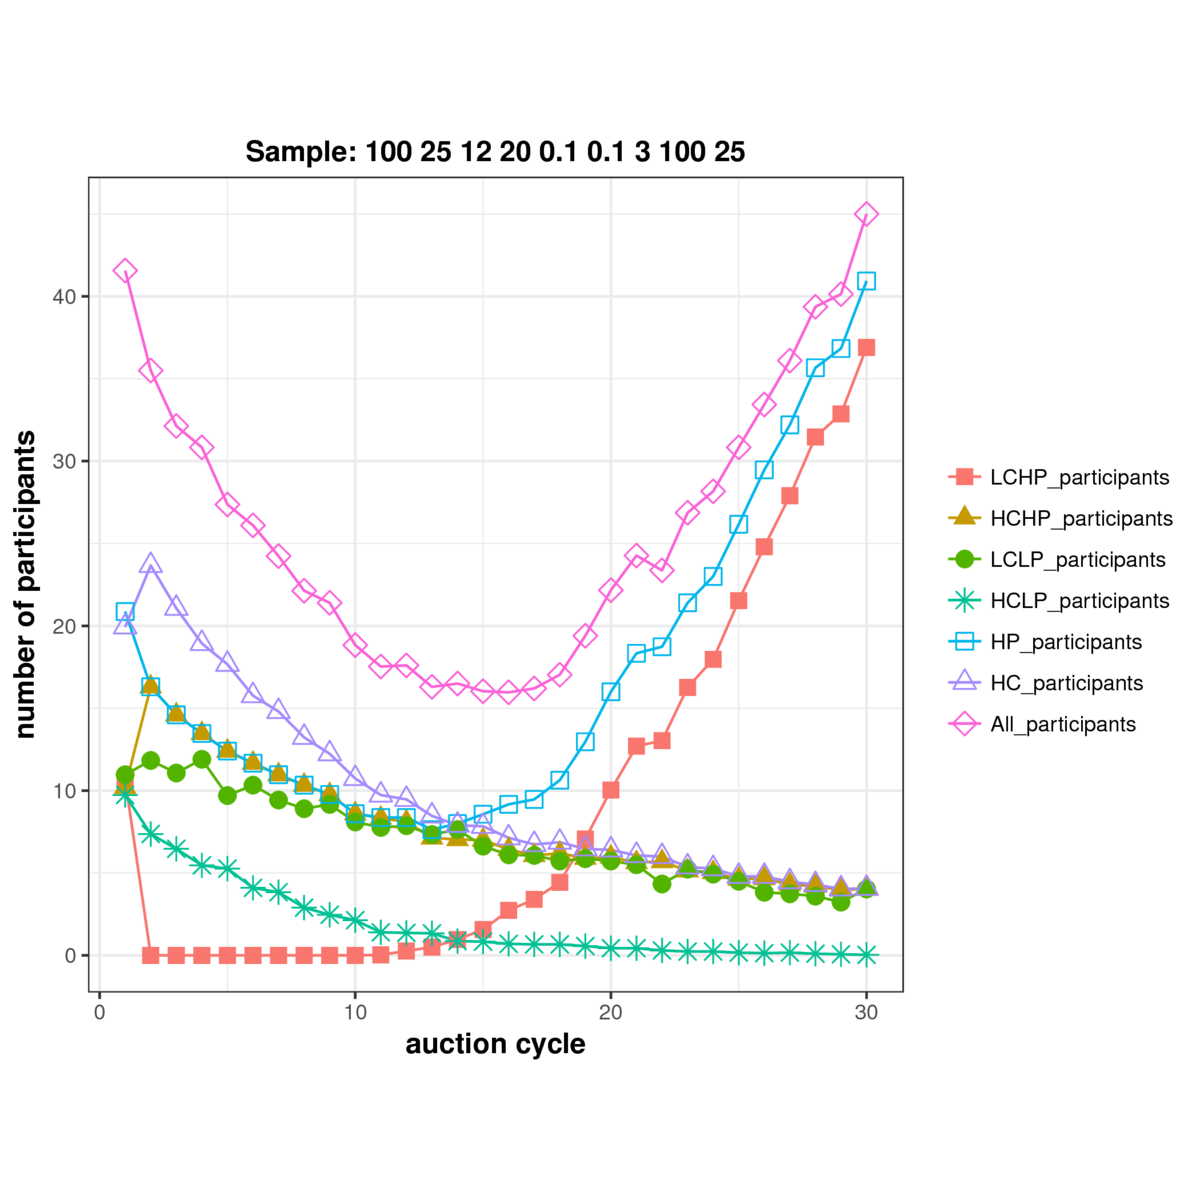 Sample: 100 25 12 20 0.1 0.1 3 100 25
number of participants
40
30
20
10
0
0 10 20 30
auction cycle
LCHP_participants
HCHP_participants
LCLP_participants
HCLP_participants
HP_participants
HC_participants
All_participants